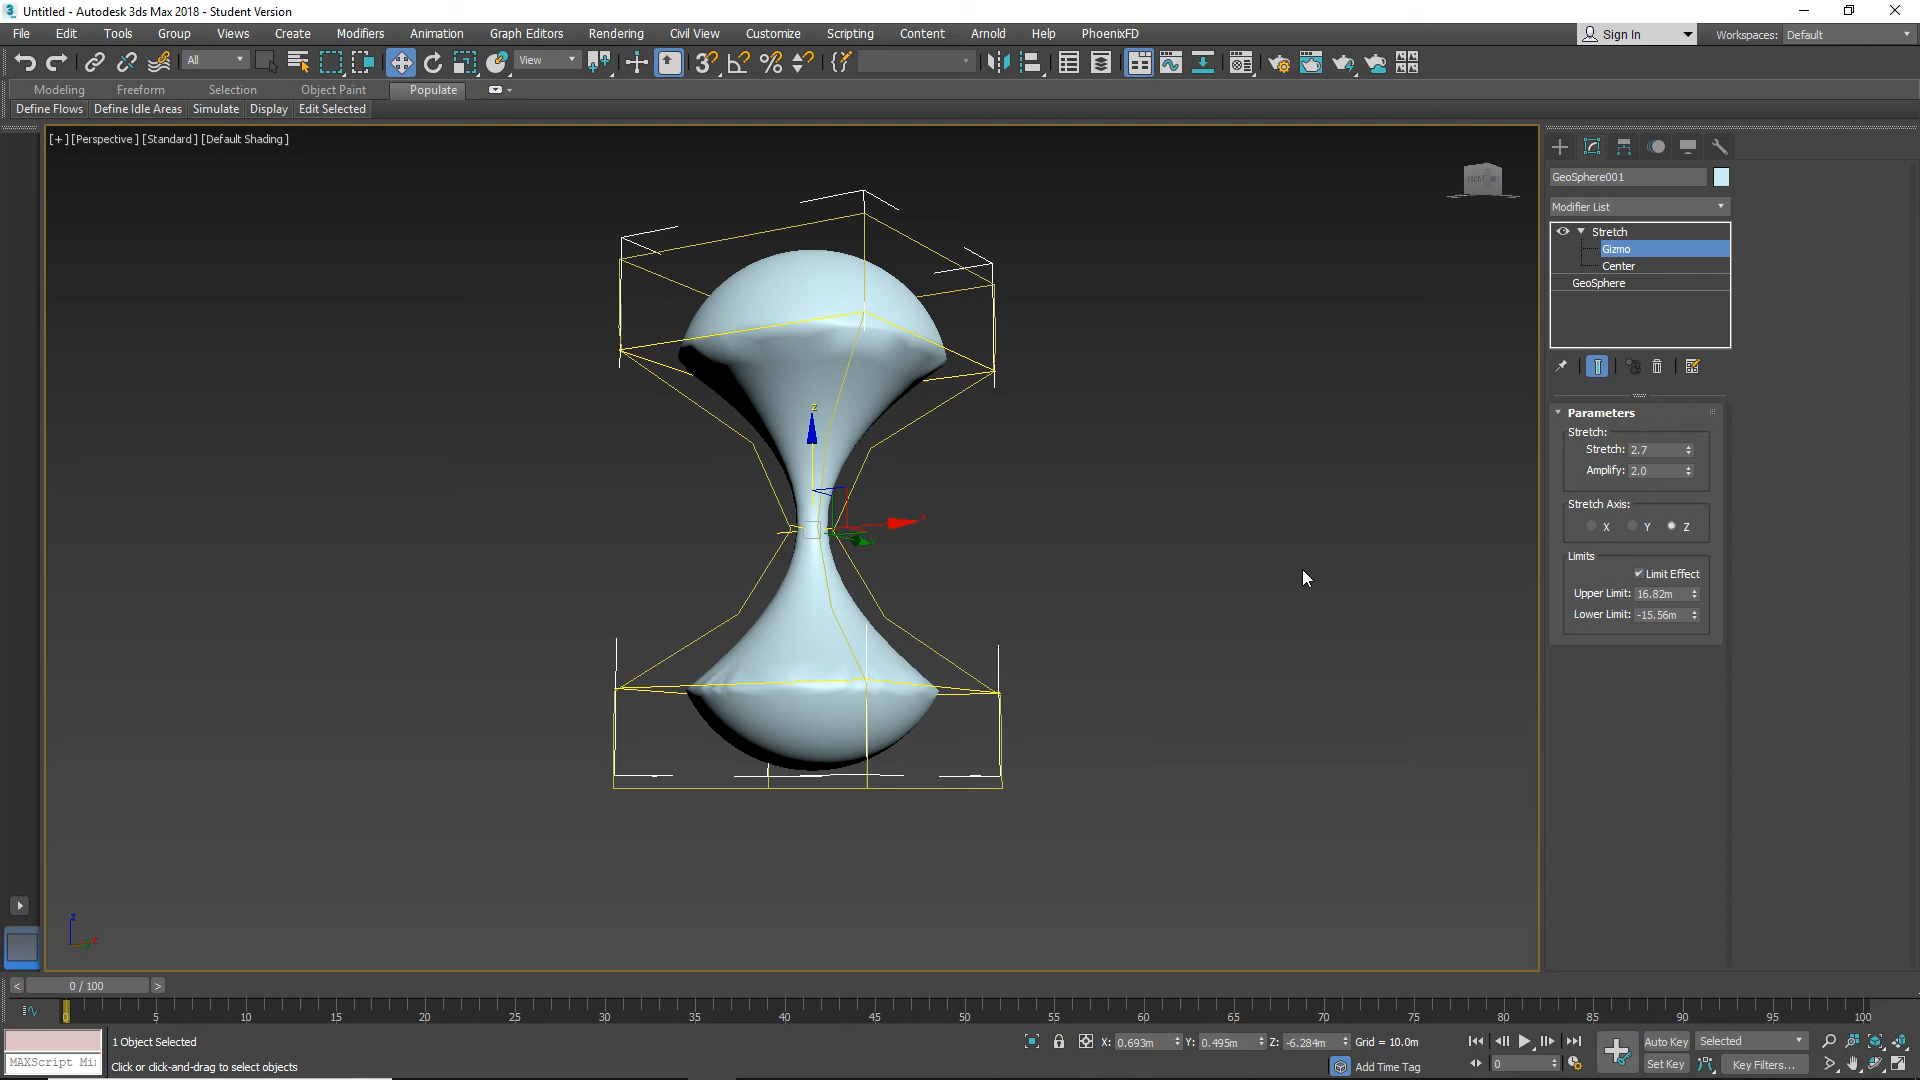 Untitled - Autodesk 3ds Max 2018 - Student Version
File Edit Tools Group Views Create Modifiers Animation Graph Editors Rendering Civil View Customize Scripting Content Arnold Help PhoenixFD
Sign In Workspaces: Default
All View
Modeling Freeform Selection Object Paint Populate
Define Flows Define Idle Areas Simulate Display Edit Selected
[+] [Perspective] [Standard] [Default Shading]
FRONT
GeoSphere001
Modifier List
Stretch
Gizmo
Center
GeoSphere
Parameters
Stretch:
Stretch: 2.7
Amplify: 2.0
Stretch Axis:
X Y Z
Limits
Limit Effect
Upper Limit: 16.82m
Lower Limit: -15.56m
z
x
y
z
x
< 0 / 100 >
0 5 10 15 20 25 30 35 40 45 50 55 60 65 70 75 80 85 90 95 100
1 Object Selected
X: 0.693m Y: 0.495m Z: -6.284m Grid = 10.0m
Auto Key Selected
MAXScript Mi
Click or click-and-drag to select objects
Add Time Tag
0
Set Key Key Filters...